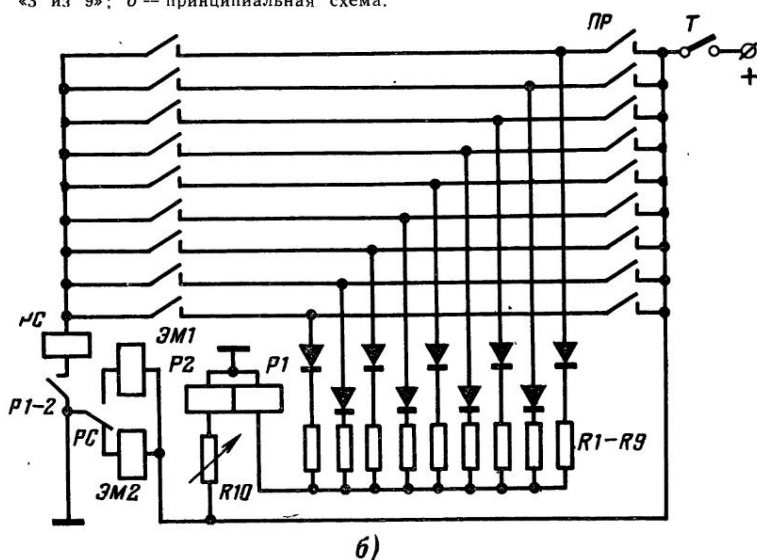 «3 из 9»; б — принципиальная схема.
ПР
Т
+
РС
ЭМ1
Р2
Р1
Р1-2
РС
ЭМ2
R10
R1-R9
б)